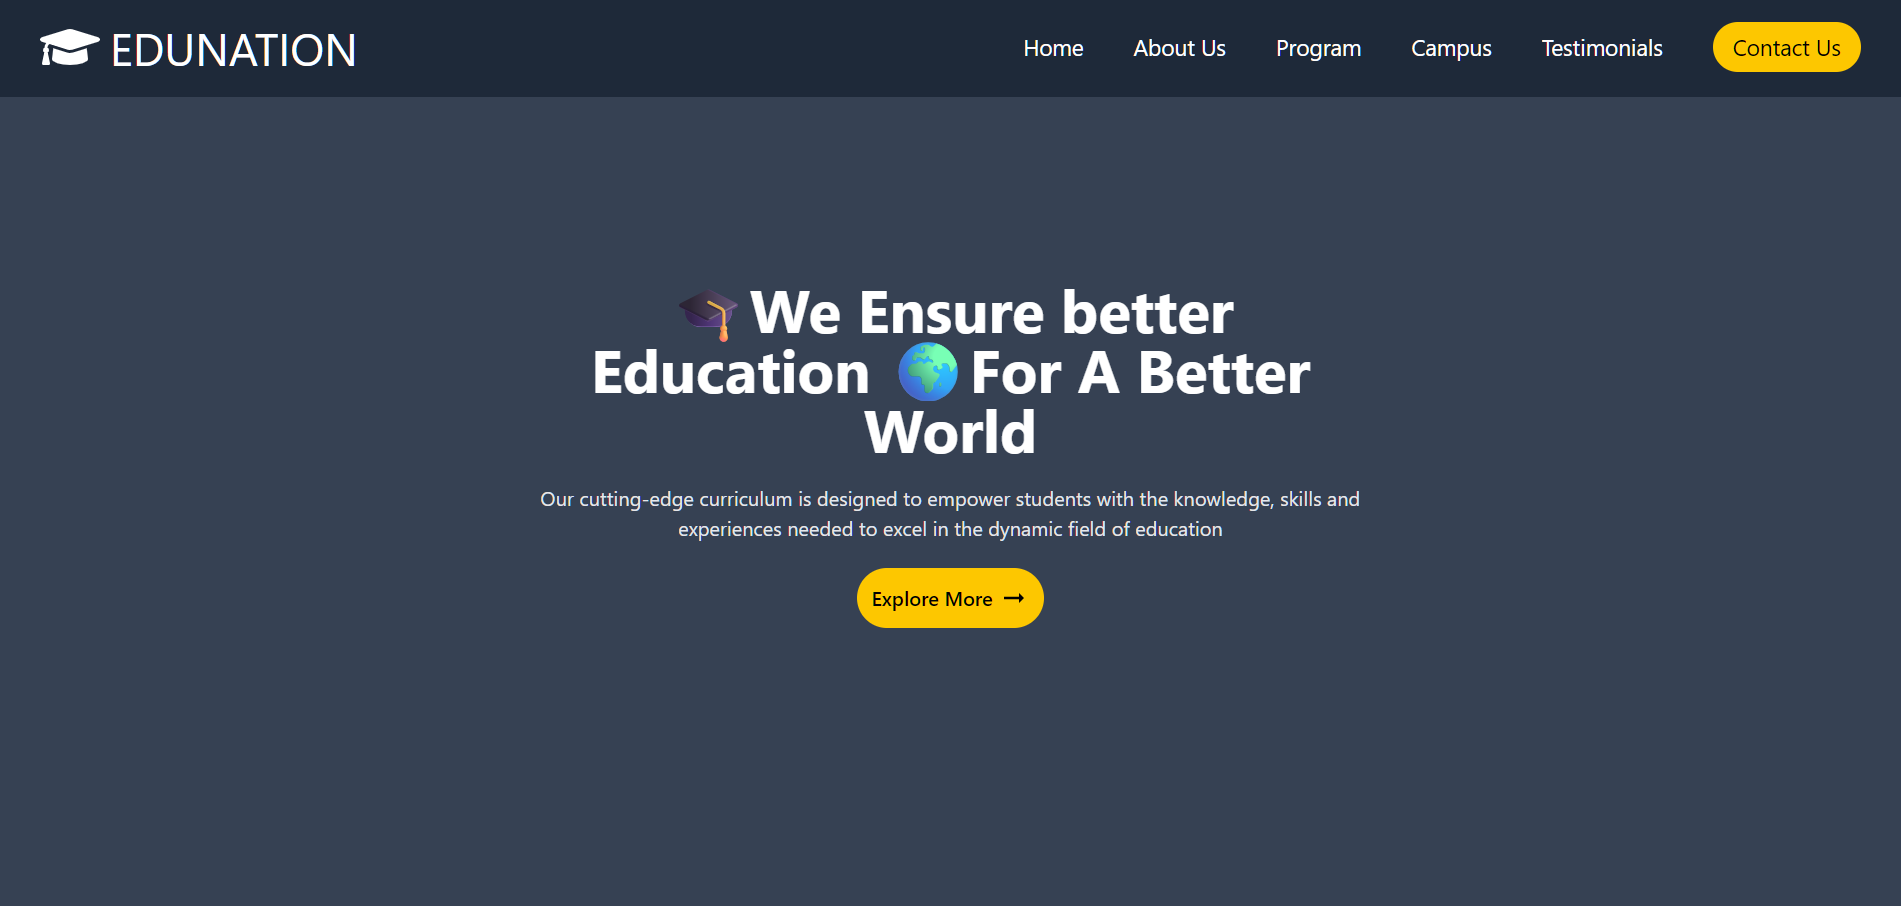 EDUNATION
Home
About Us
Program
Campus
Testimonials
Contact Us
🎓We Ensure better
Education 🌍For A Better
World
Our cutting-edge curriculum is designed to empower students with the knowledge, skills and
experiences needed to excel in the dynamic field of education
Explore More →